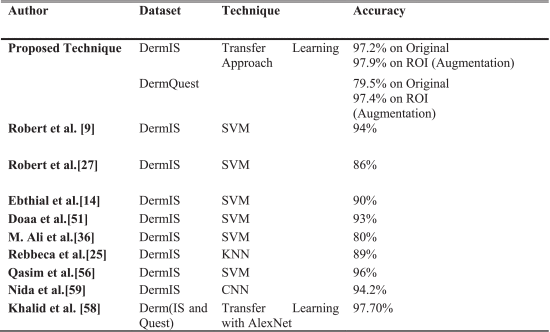 Author Dataset Technique Accuracy
Proposed Technique DermIS Transfer Learning 97.2% on Original
Approach 97.9% on ROI (Augmentation)
DermQuest 79.5% on Original
97.4% on ROI
(Augmentation)
Robert et al. [9] DermIS SVM 94%
Robert et al.[27] DermIS SVM 86%
Ebthial et al.[14] DermIS SVM 90%
Doaa et al.[51] DermIS SVM 93%
M. Ali et al.[36] DermIS SVM 80%
Rebbeca et al.[25] DermIS KNN 89%
Qasim et al.[56] DermIS SVM 96%
Nida et al.[59] DermIS CNN 94.2%
Khalid et al. [58] Derm(IS and Transfer Learning 97.70%
Quest) with AlexNet